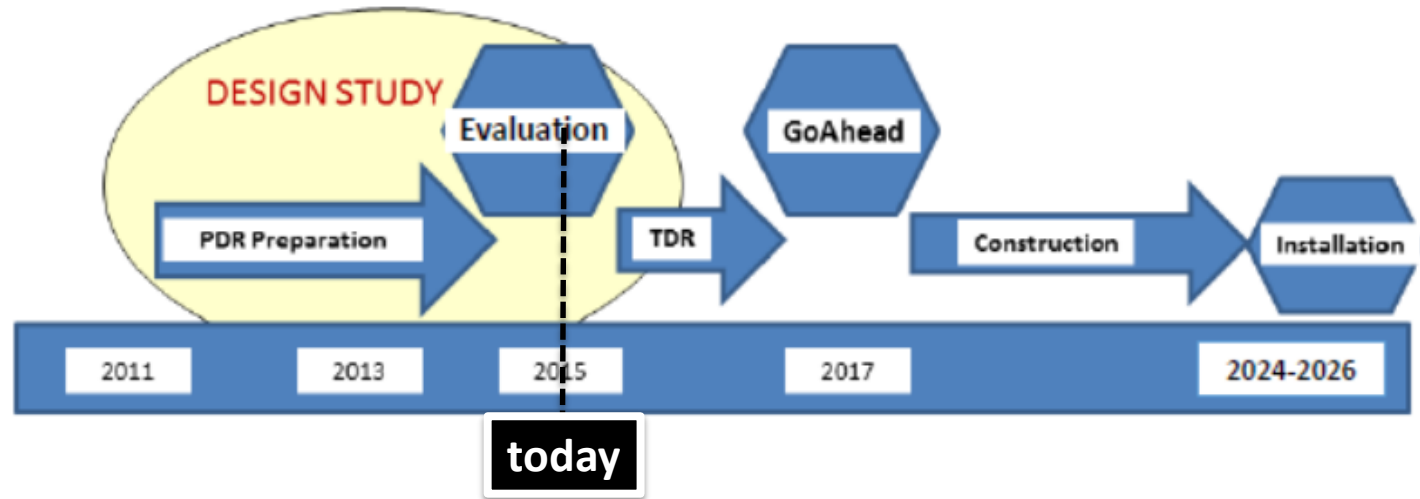 DESIGN STUDY
Evaluation
GoAhead
PDR Preparation
TDR
Construction
Installation
2011
2013
2015
2017
2024-2026
today